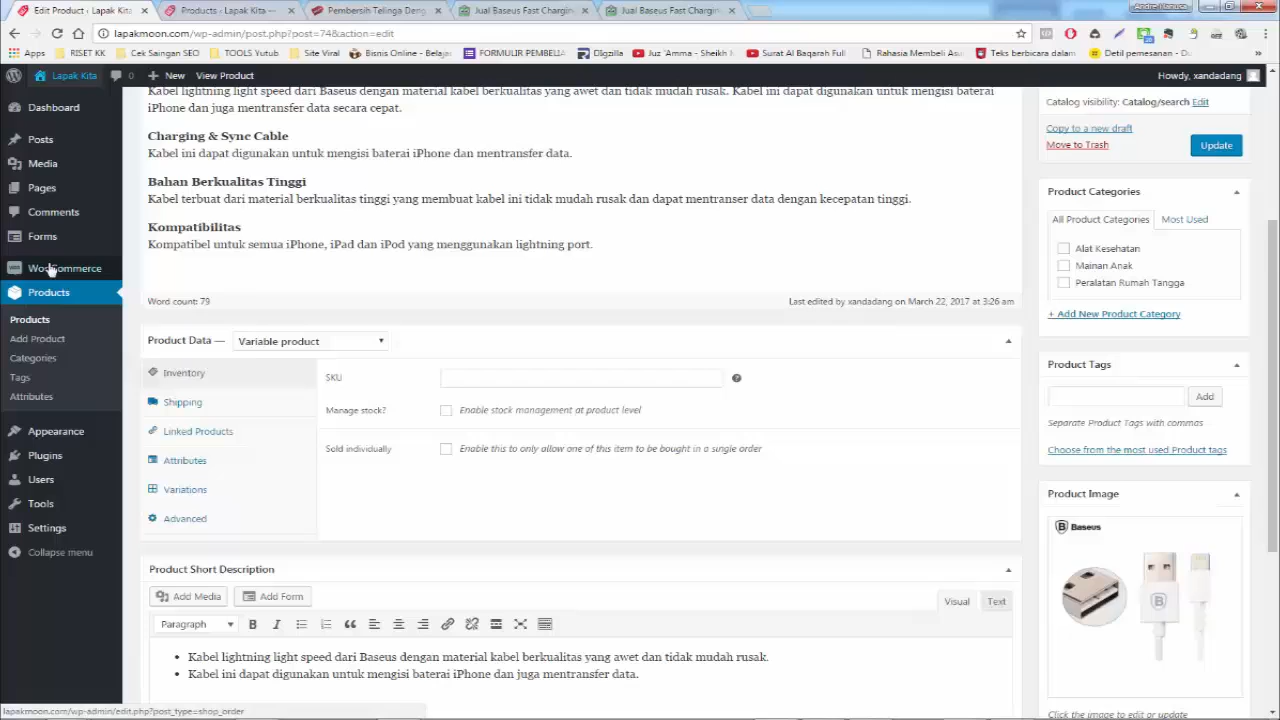 Edit Product ‹ Lapak Kita
Products ‹ Lapak Kita —
Pembersih Telinga Deng
Jual Baseus Fast Chargin
Jual Baseus Fast Chargin
lapakmoon.com/wp-admin/post.php?post=74&action=edit
Apps
RISET KK
Cek Saingan SEO
TOOLS Yutub
Site Viral
Bisnis Online - Belajar
FORMULIR PEMBELIA
Digzilla
Juz 'Amma - Sheikh
Surat Al Baqarah Full
Rahasia Membeli Asu
Teks berbicara dalam
Detil pemesanan - Du
Lapak Kita
0
New
View Product
Howdy, xandadang
Dashboard
Posts
Media
Pages
Comments
Forms
WooCommerce
Products
Products
Add Product
Categories
Tags
Attributes
Appearance
Plugins
Users
Tools
Settings
Collapse menu
Kabel lightning light speed dari Baseus dengan material kabel berkualitas yang awet dan tidak mudah rusak. Kabel ini dapat digunakan untuk mengisi baterai
iPhone dan juga mentransfer data secara cepat.
Charging & Sync Cable
Kabel ini dapat digunakan untuk mengisi baterai iPhone dan mentransfer data.
Bahan Berkualitas Tinggi
Kabel terbuat dari material berkualitas tinggi yang membuat kabel ini tidak mudah rusak dan dapat mentranser data dengan kecepatan tinggi.
Kompatibilitas
Kompatibel untuk semua iPhone, iPad dan iPod yang menggunakan lightning port.
Word count: 79
Last edited by xandadang on March 22, 2017 at 3:26 am
Product Data —
Variable product
Inventory
Shipping
Linked Products
Attributes
Variations
Advanced
SKU
Manage stock?
Enable stock management at product level
Sold individually
Enable this to only allow one of this item to be bought in a single order
Product Short Description
Add Media
Add Form
Visual
Text
Paragraph
Kabel lightning light speed dari Baseus dengan material kabel berkualitas yang awet dan tidak mudah rusak.
Kabel ini dapat digunakan untuk mengisi baterai iPhone dan juga mentransfer data.
Catalog visibility: Catalog/search Edit
Copy to a new draft
Move to Trash
Update
Product Categories
All Product Categories
Most Used
Alat Kesehatan
Mainan Anak
Peralatan Rumah Tangga
+ Add New Product Category
Product Tags
Add
Separate Product Tags with commas
Choose from the most used Product tags
Product Image
B Baseus
Click the image to edit or update
lapakmoon.com/wp-admin/edit.php?post_type=shop_order